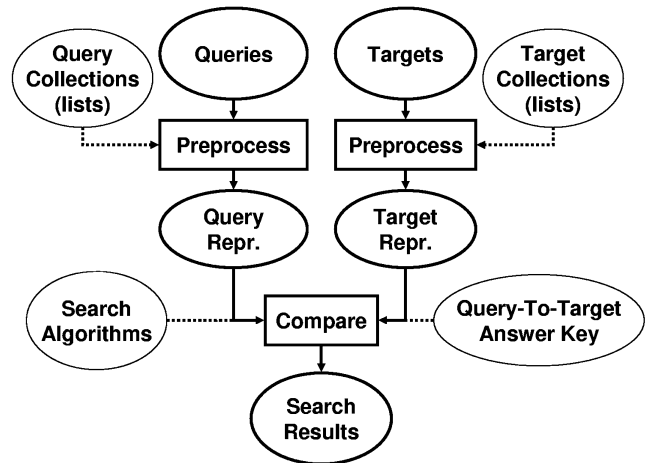 Query
Collections
(lists)
Queries
Targets
Target
Collections
(lists)
Preprocess
Preprocess
Query
Repr.
Target
Repr.
Search
Algorithms
Compare
Query-To-Target
Answer Key
Search
Results